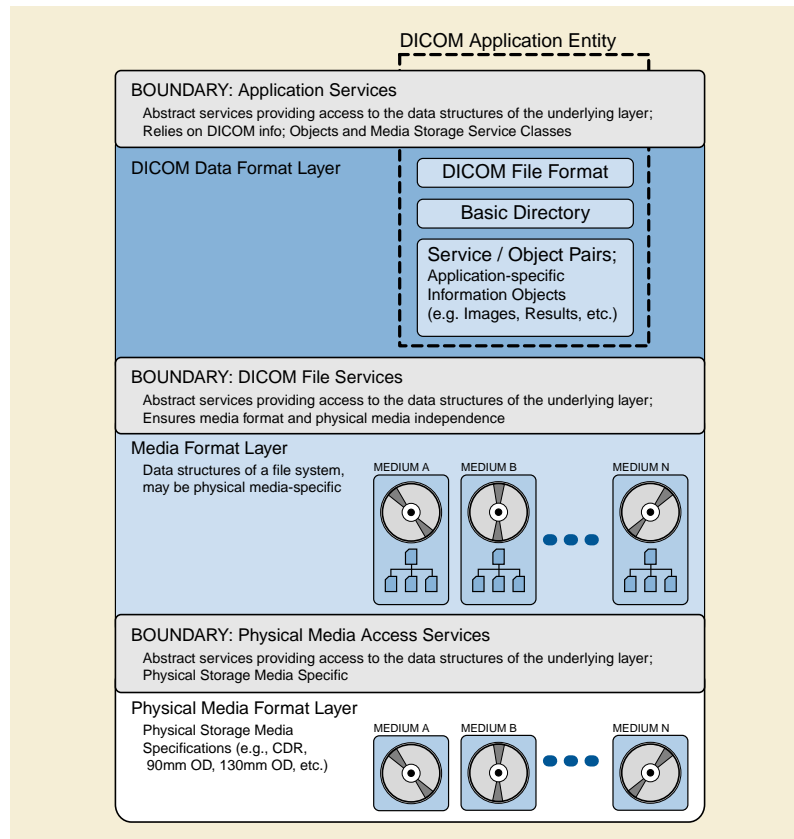 DICOM Application Entity
BOUNDARY: Application Services
Abstract services providing access to the data structures of the underlying layer;
Relies on DICOM info; Objects and Media Storage Service Classes
DICOM Data Format Layer
DICOM File Format
Basic Directory
Service / Object Pairs;
Application-specific
Information Objects
(e.g. Images, Results, etc.)
BOUNDARY: DICOM File Services
Abstract services providing access to the data structures of the underlying layer;
Ensures media format and physical media independence
Media Format Layer
Data structures of a file system,
may be physical media-specific
MEDIUM A
MEDIUM B
MEDIUM N
BOUNDARY: Physical Media Access Services
Abstract services providing access to the data structures of the underlying layer;
Physical Storage Media Specific
Physical Media Format Layer
Physical Storage Media
Specifications (e.g., CDR,
90mm OD, 130mm OD, etc.)
MEDIUM A
MEDIUM B
MEDIUM N